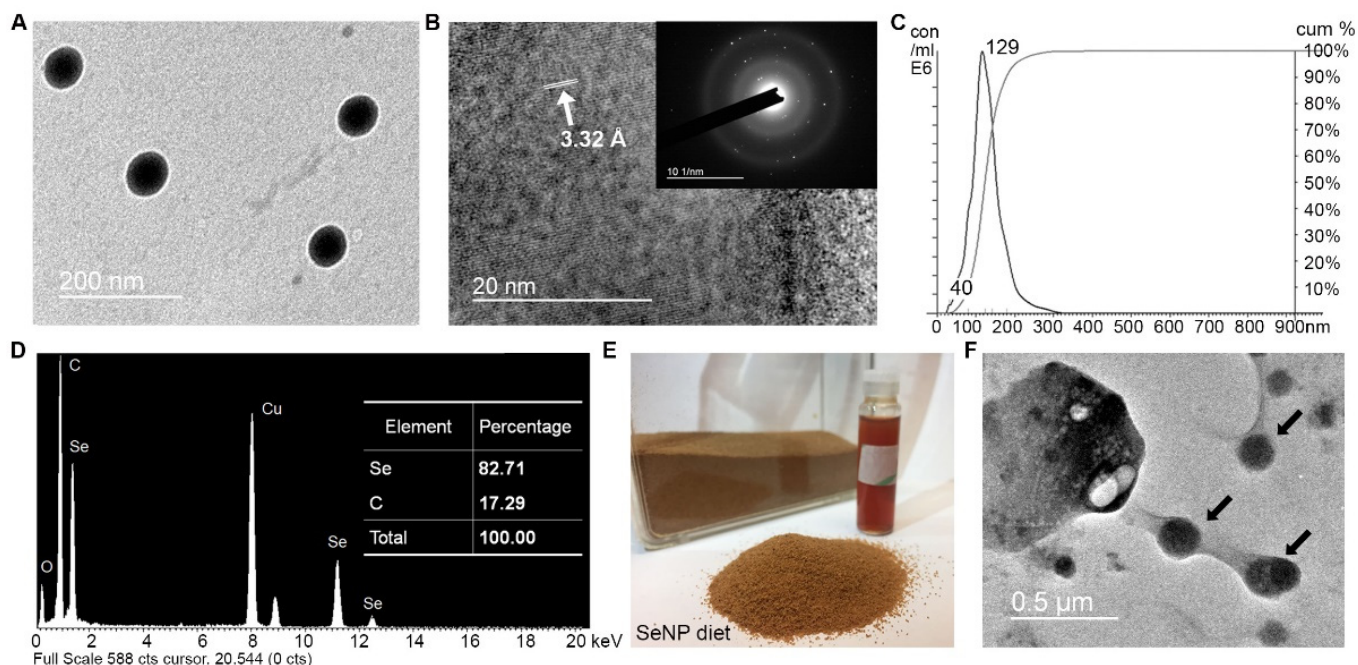 A
200 nm
B
3.32 Å
10 1/nm
20 nm
C
con
/ml
E6
129
40
cum %
100%
90%
80%
70%
60%
50%
40%
30%
20%
10%
0 100 200 300 400 500 600 700 800 900nm
D
C
Se
O
Cu
Se
Se
Element Percentage
Se 82.71
C 17.29
Total 100.00
0 2 4 6 8 10 12 14 16 18 20 keV
Full Scale 588 cts cursor. 20.544 (0 cts)
E
SeNP diet
F
0.5 µm